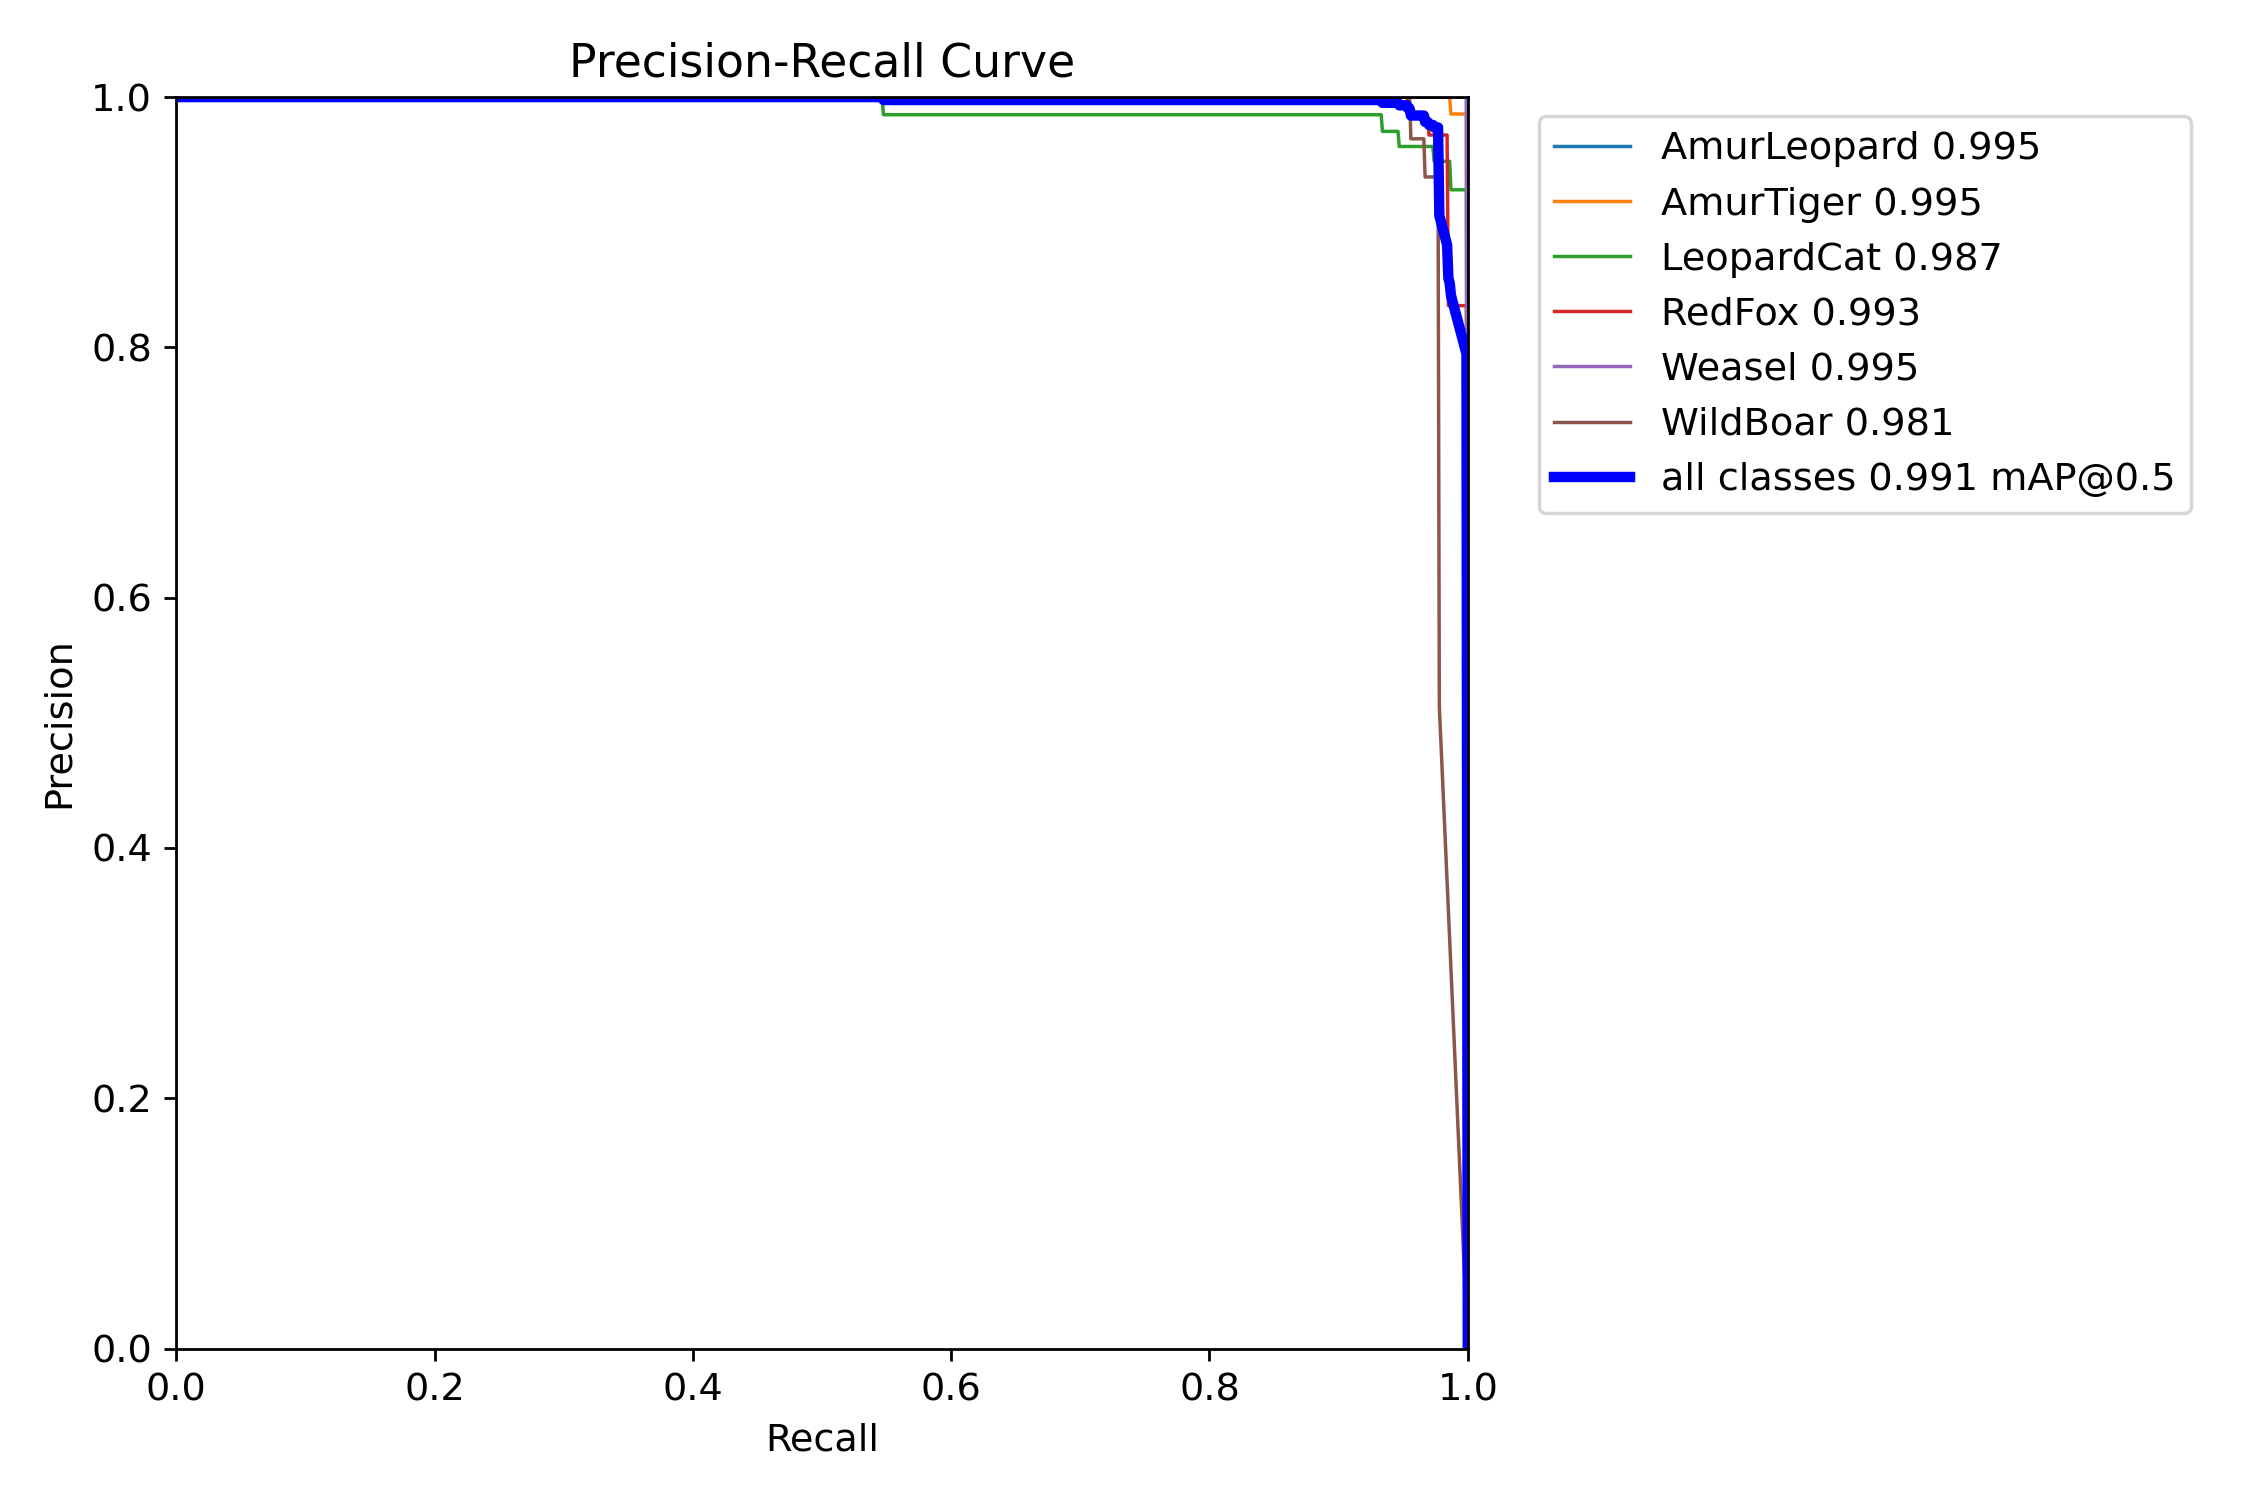 Precision-Recall Curve
1.0
0.8
0.6
0.4
0.2
0.0
Precision
0.0 0.2 0.4 0.6 0.8 1.0
Recall
AmurLeopard 0.995
AmurTiger 0.995
LeopardCat 0.987
RedFox 0.993
Weasel 0.995
WildBoar 0.981
all classes 0.991 mAP@0.5